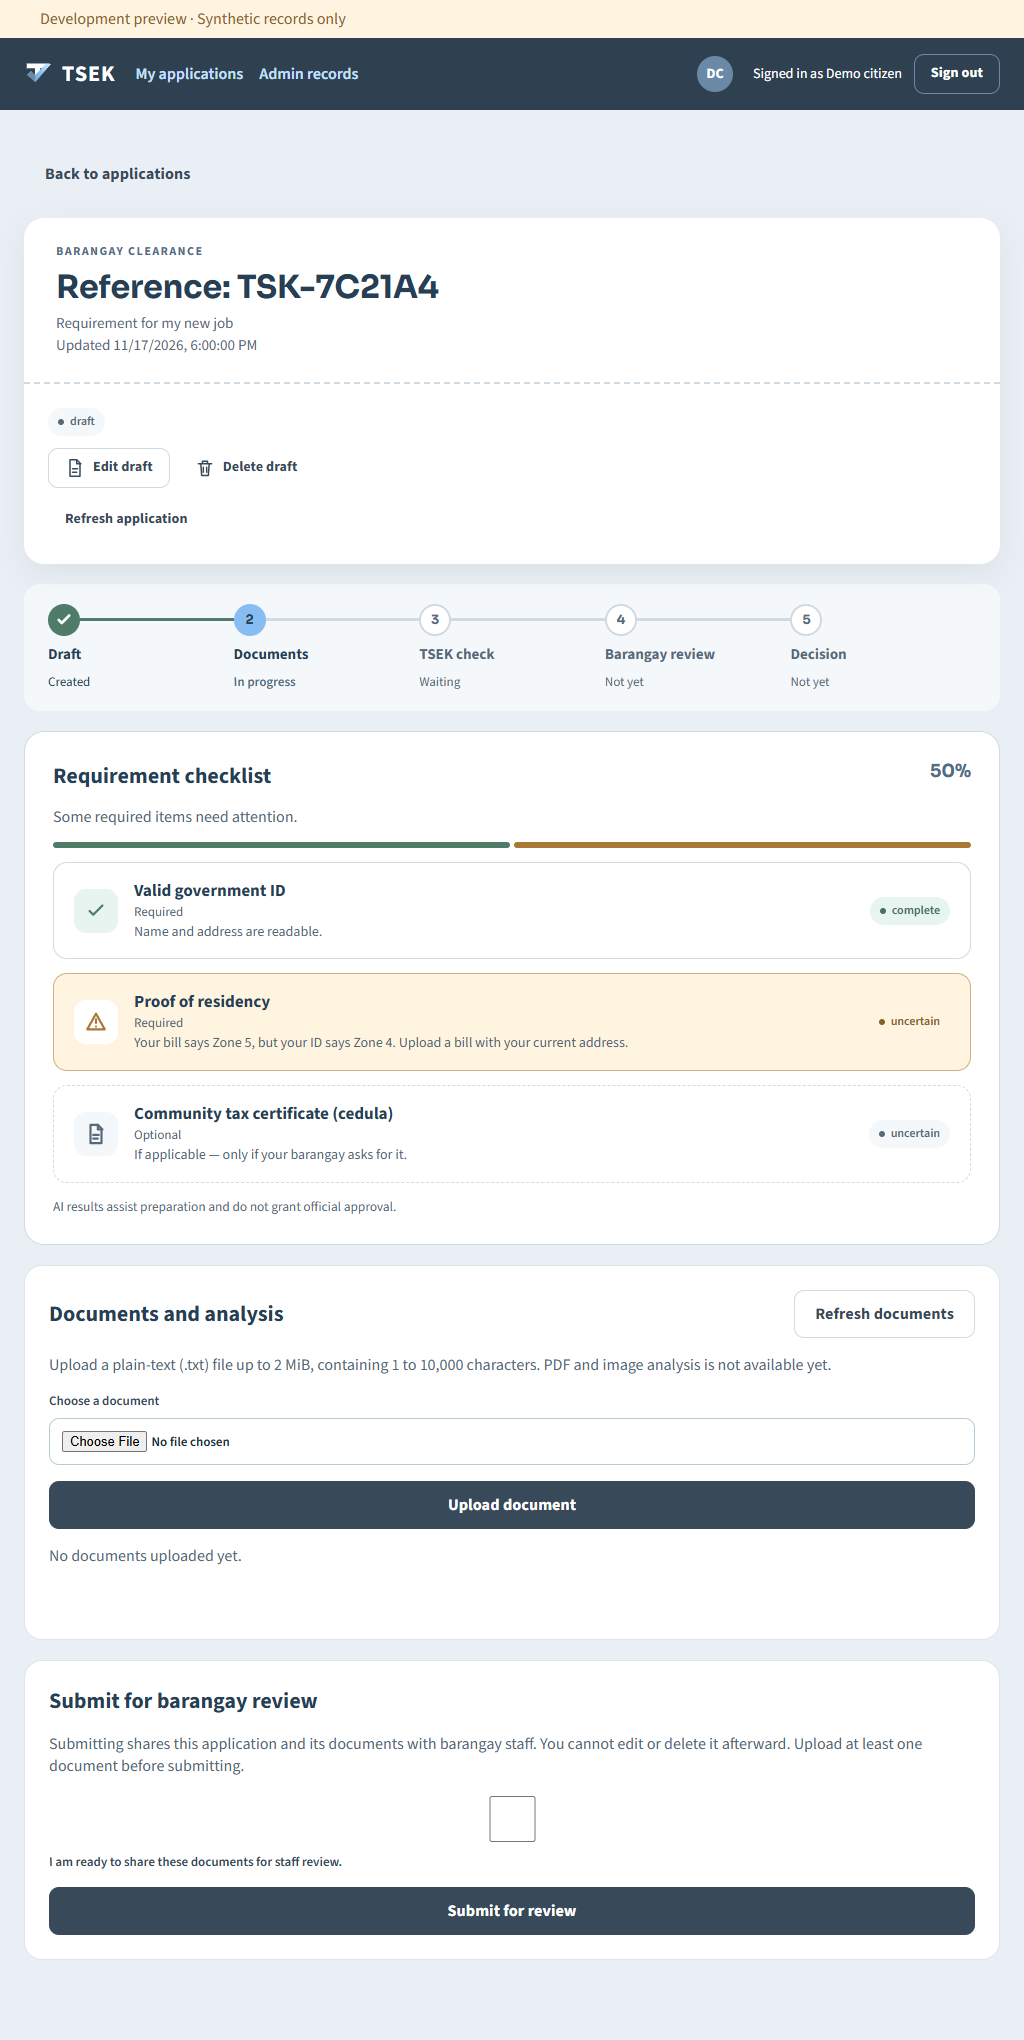 Development preview · Synthetic records only
TSEK
My applications
Admin records
DC
Signed in as Demo citizen
Sign out
Back to applications
BARANGAY CLEARANCE
Reference: TSK-7C21A4
Requirement for my new job
Updated 11/17/2026, 6:00:00 PM
draft
Edit draft
Delete draft
Refresh application
2
3
4
5
Draft
Documents
TSEK check
Barangay review
Decision
Created
In progress
Waiting
Not yet
Not yet
Requirement checklist
50%
Some required items need attention.
Valid government ID
Required
Name and address are readable.
complete
Proof of residency
Required
Your bill says Zone 5, but your ID says Zone 4. Upload a bill with your current address.
uncertain
Community tax certificate (cedula)
Optional
If applicable — only if your barangay asks for it.
uncertain
AI results assist preparation and do not grant official approval.
Documents and analysis
Refresh documents
Upload a plain-text (.txt) file up to 2 MiB, containing 1 to 10,000 characters. PDF and image analysis is not available yet.
Choose a document
Choose File No file chosen
Upload document
No documents uploaded yet.
Submit for barangay review
Submitting shares this application and its documents with barangay staff. You cannot edit or delete it afterward. Upload at least one
document before submitting.
I am ready to share these documents for staff review.
Submit for review